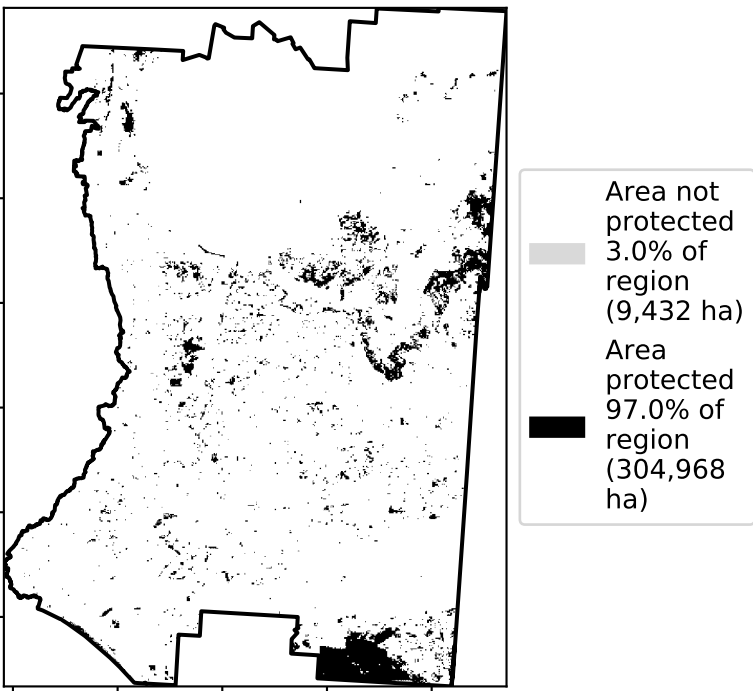 Area not
protected
3.0% of
region
(9,432 ha)
Area
protected
97.0% of
region
(304,968
ha)